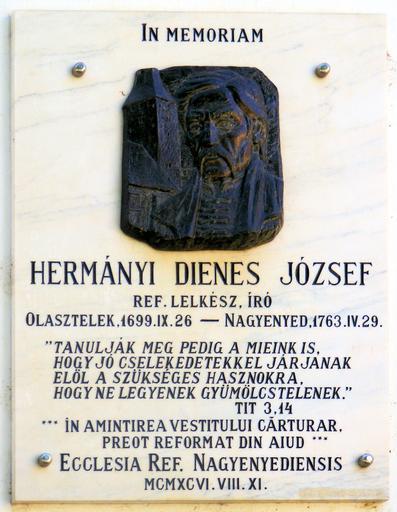 IN MEMORIAM
HERMÁNYI DIENES JÓZSEF
REF. LELKÉSZ, ÍRÓ
OLASZTELEK, 1699.IX.26 — NAGYENYED, 1763.IV.29.
"TANULJÁK MEG PEDIG A MIEINK IS,
HOGY JÓ CSELEKEDETEKKEL JÁRJANAK
ELŐL A SZÜKSÉGES HASZNOKRA,
HOGY NE LEGYENEK GYÜMÖLCSTELENEK."
TIT 3,14
*** ÎN AMINTIREA VESTITULUI CĂRTURAR,
PREOT REFORMAT DIN AIUD ***
ECCLESIA REF. NAGYENYEDIENSIS
MCMXCVI. VIII. XI.